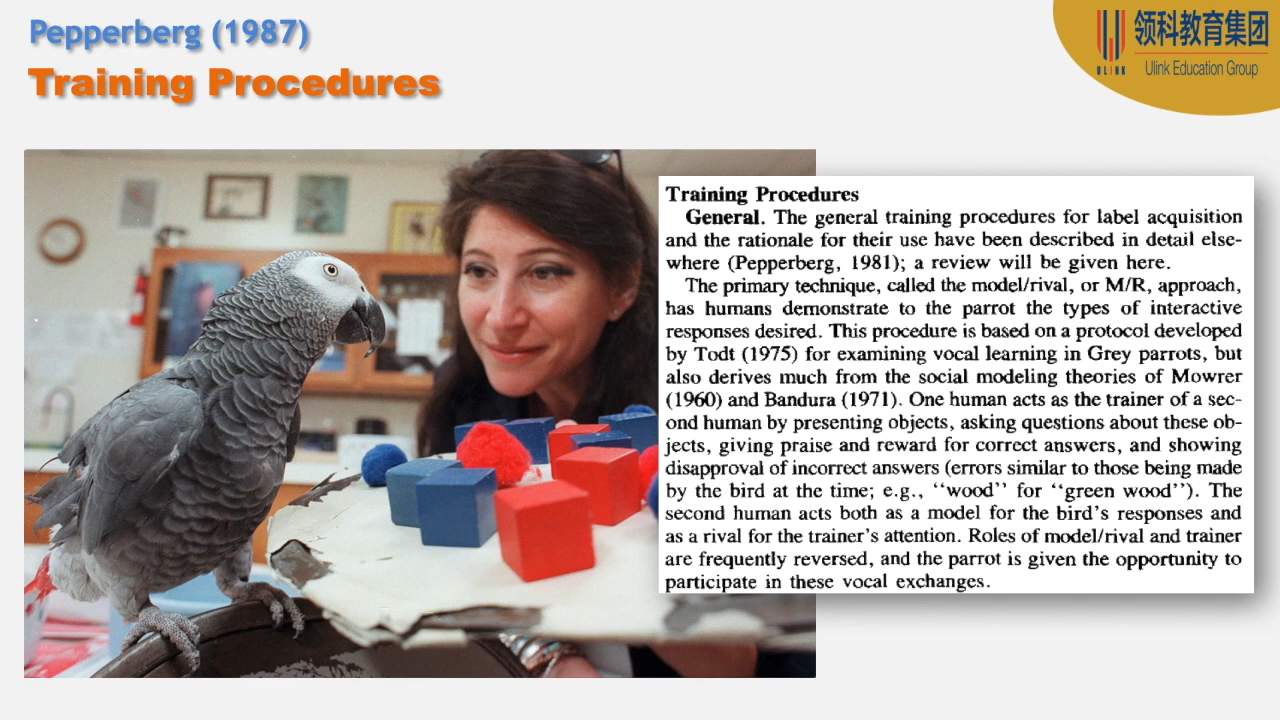 Pepperberg (1987)
Training Procedures
领科教育集团
ULINK
Ulink Education Group
Training Procedures
General. The general training procedures for label acquisition
and the rationale for their use have been described in detail else-
where (Pepperberg, 1981); a review will be given here.
The primary technique, called the model/rival, or M/R, approach,
has humans demonstrate to the parrot the types of interactive
responses desired. This procedure is based on a protocol developed
by Todt (1975) for examining vocal learning in Grey parrots, but
also derives much from the social modeling theories of Mowrer
(1960) and Bandura (1971). One human acts as the trainer of a sec-
ond human by presenting objects, asking questions about these ob-
jects, giving praise and reward for correct answers, and showing
disapproval of incorrect answers (errors similar to those being made
by the bird at the time; e.g., ‘‘wood’’ for ‘‘green wood’’). The
second human acts both as a model for the bird’s responses and
as a rival for the trainer’s attention. Roles of model/rival and trainer
are frequently reversed, and the parrot is given the opportunity to
participate in these vocal exchanges.